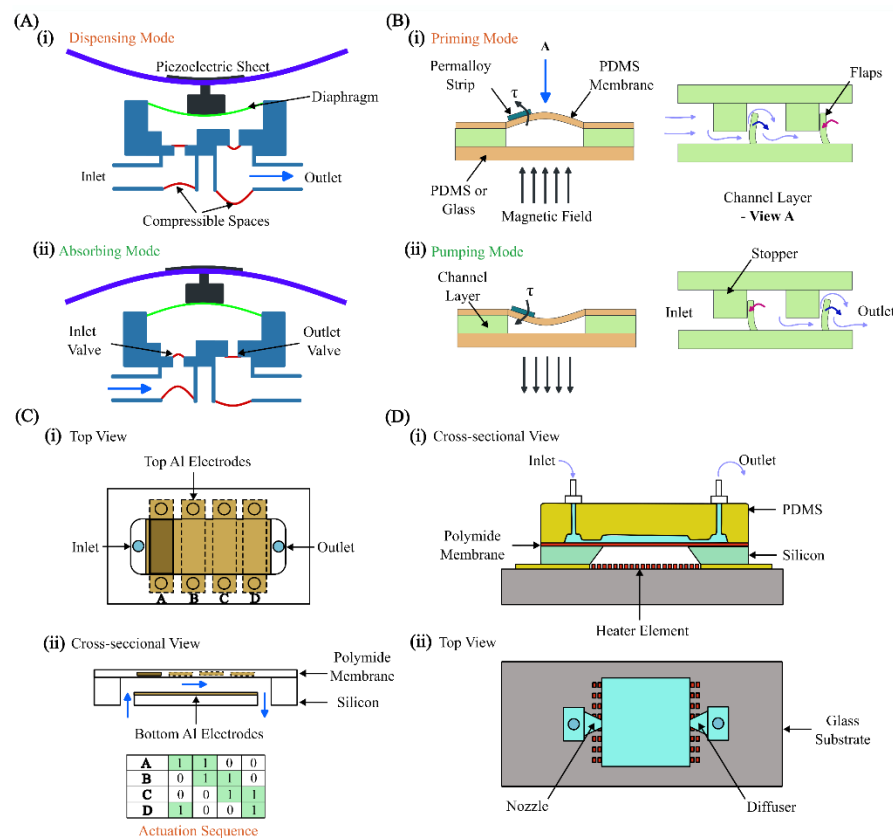 (A)
(i) Dispensing Mode
Piezoelectric Sheet
Diaphragm
Inlet
Outlet
Compressible Spaces
(ii) Absorbing Mode
Inlet
Valve
Outlet
Valve
(B)
(i) Priming Mode
A
Permalloy
Strip
τ
PDMS
Membrane
Flaps
PDMS or
Glass
Magnetic Field
Channel Layer
- View A
(ii) Pumping Mode
Channel
Layer
τ
Stopper
Inlet
Outlet
(C)
(i) Top View
Top Al Electrodes
Inlet
Outlet
A B C D
(ii) Cross-seccional View
Polymide
Membrane
Silicon
Bottom Al Electrodes
A 1 1 0 0
B 0 1 1 0
C 0 0 1 1
D 1 0 0 1
Actuation Sequence
(D)
(i) Cross-sectional View
Inlet
Outlet
PDMS
Polymide
Membrane
Silicon
Heater Element
(ii) Top View
Glass
Substrate
Nozzle
Diffuser